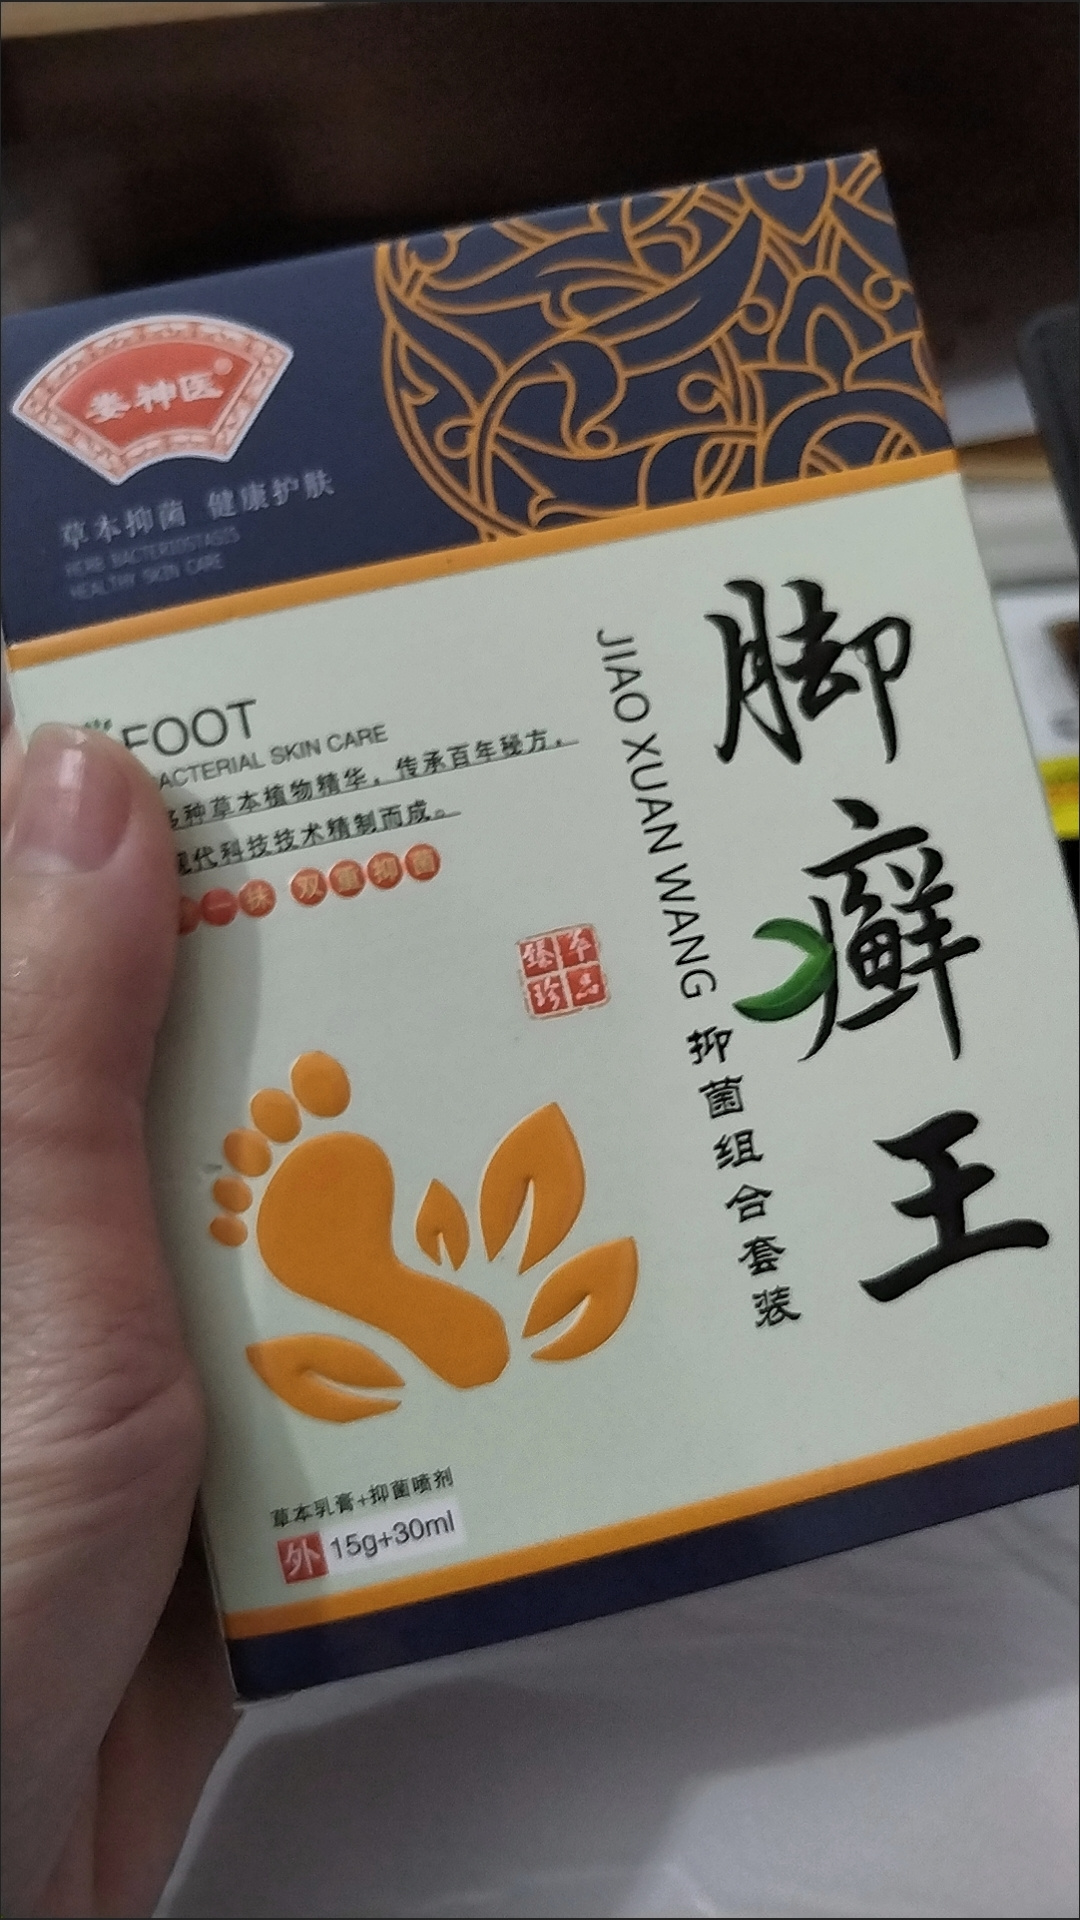 娄神医®
草本抑菌 健康护肤
HERB BACTERIOSTASIS
HEALTHY SKIN CARE
脚癣王
JIAO XUAN WANG
抑菌组合套装
FOOT
ACTERIAL SKIN CARE
多种草本植物精华，传承百年秘方，
现代科技技术精制而成。
一抹 双重抑菌
草本乳膏+抑菌喷剂
外 15g+30ml